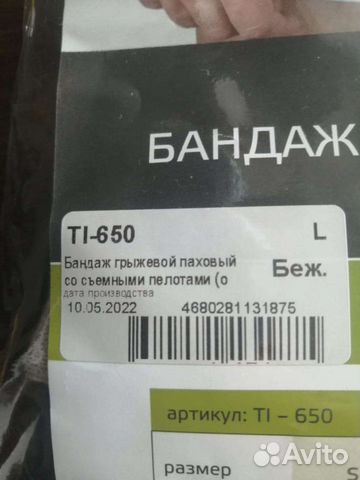 БАНДАЖ
TI-650 L
Бандаж грыжевой паховый
со съемными пелотами (о Беж.
дата производства
10.05.2022 4680281131875
артикул: TI – 650
размер S
Avito